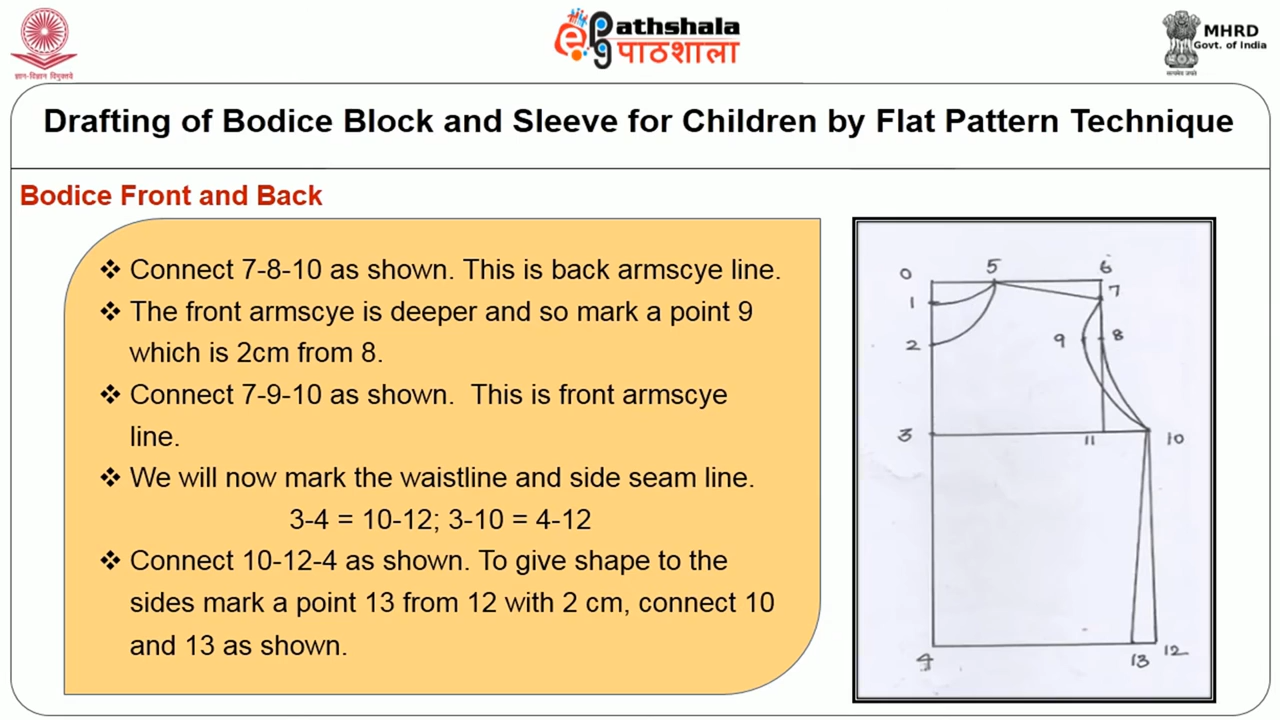 ज्ञान-विज्ञान विमुक्तये
ePathshala
पाठशाला
MHRD
Govt. of India
सत्यमेव जयते
Drafting of Bodice Block and Sleeve for Children by Flat Pattern Technique
Bodice Front and Back
❖ Connect 7-8-10 as shown. This is back armscye line.
❖ The front armscye is deeper and so mark a point 9
which is 2cm from 8.
❖ Connect 7-9-10 as shown.  This is front armscye
line.
❖ We will now mark the waistline and side seam line.
3-4 = 10-12; 3-10 = 4-12
❖ Connect 10-12-4 as shown. To give shape to the
sides mark a point 13 from 12 with 2 cm, connect 10
and 13 as shown.
0 5 6
1 7
2 9 8
3 11 10
4 13 12